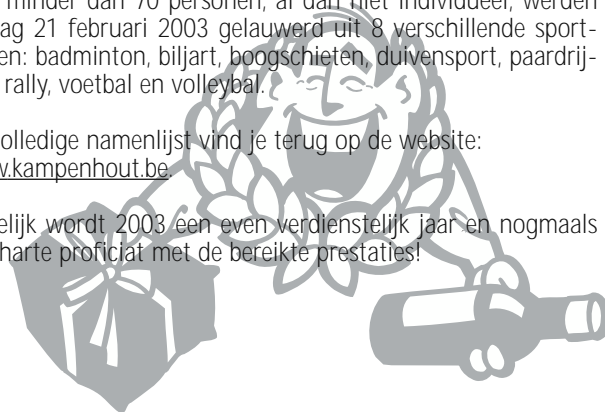 minder dan 70 personen, al dan niet individueel, werden
ag 21 februari 2003 gelauwerd uit 8 verschillende sport-
en: badminton, biljart, boogschieten, duivensport, paardrij-
rally, voetbal en volleybal.
olledige namenlijst vind je terug op de website:
w.kampenhout.be.
elijk wordt 2003 een even verdienstelijk jaar en nogmaals
harte proficiat met de bereikte prestaties!